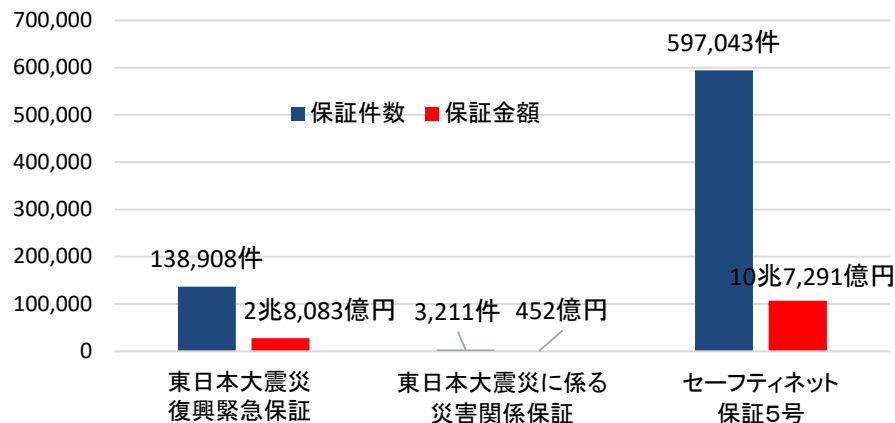 700,000
600,000
500,000
400,000
300,000
200,000
100,000
0
保証件数 保証金額
138,908件
2兆8,083億円
3,211件
452億円
597,043件
10兆7,291億円
東日本大震災
復興緊急保証
東日本大震災に係る
災害関係保証
セーフティネット
保証5号